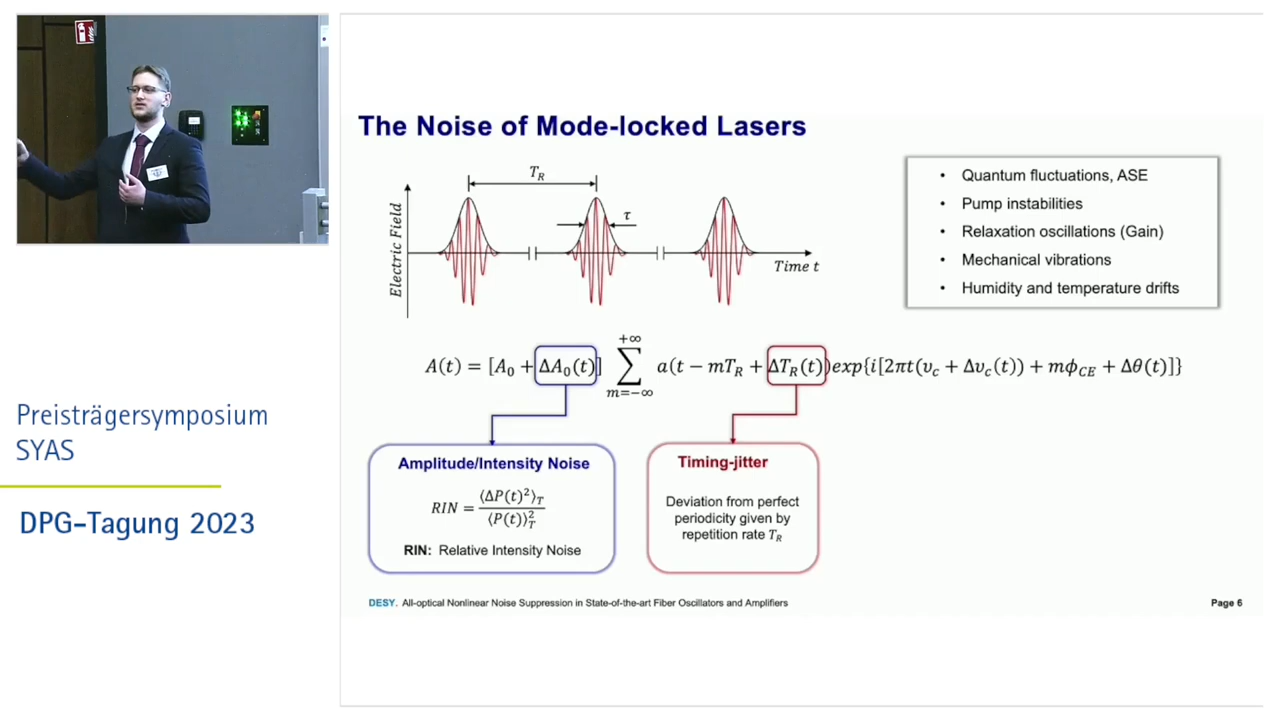 The Noise of Mode-locked Lasers
T_R
τ
Electric Field
Time t
• Quantum fluctuations, ASE
• Pump instabilities
• Relaxation oscillations (Gain)
• Mechanical vibrations
• Humidity and temperature drifts
A(t) = [A_0 + ΔA_0(t)] ∑_{m=−∞}^{+∞} a(t − mT_R + ΔT_R(t))exp{i[2πt(υ_c + Δυ_c(t)) + mϕ_CE + Δθ(t)]}
Amplitude/Intensity Noise
RIN = ⟨ΔP(t)^2⟩_T / ⟨P(t)⟩_T^2
RIN: Relative Intensity Noise
Timing-jitter
Deviation from perfect
periodicity given by
repetition rate T_R
DESY. All-optical Nonlinear Noise Suppression in State-of-the-art Fiber Oscillators and Amplifiers
Page 6
Preisträgersymposium
SYAS
DPG-Tagung 2023